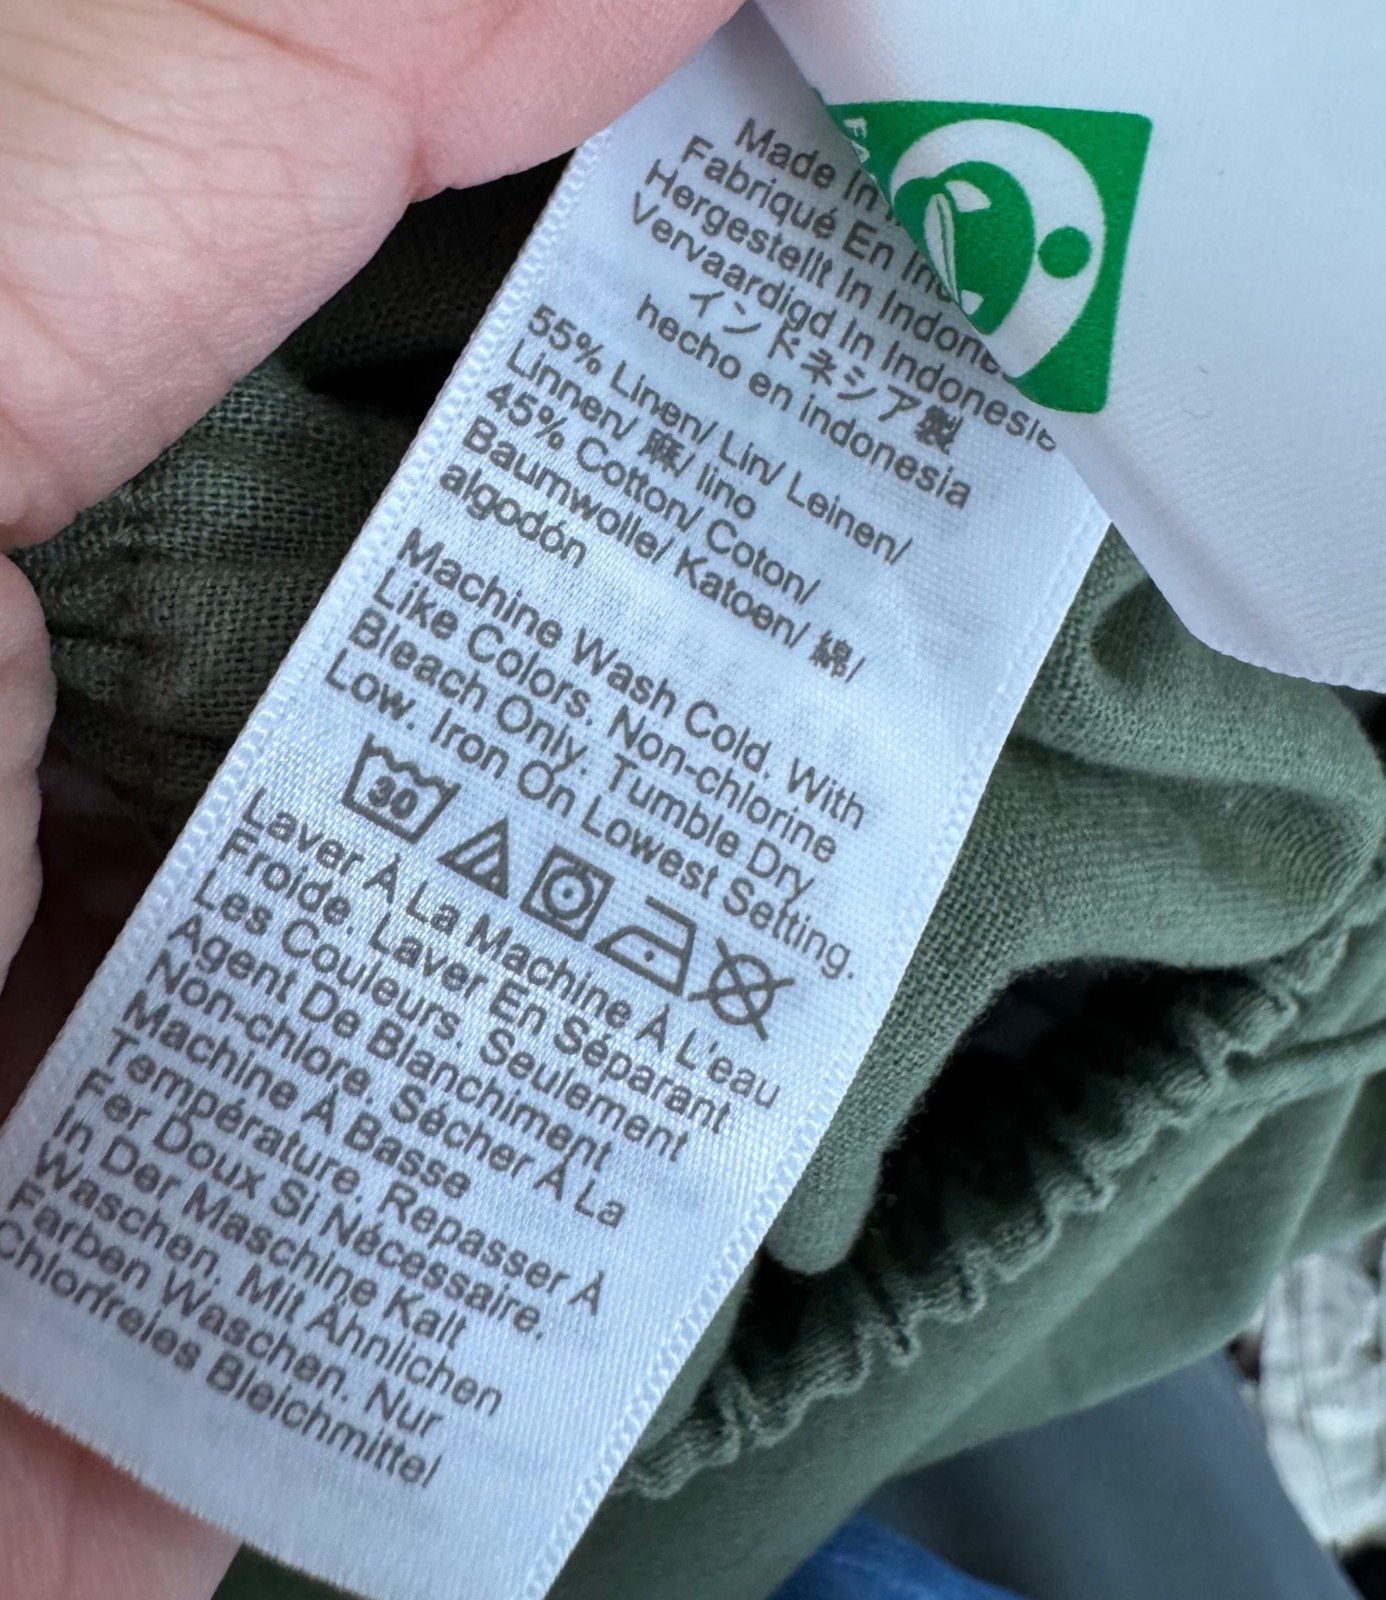 Made In
Fabriqué En
Hergestellt In
Vervaardigd In Indonesië
インドネシア製
hecho en indonesia
55% Linen/ Lin/ Leinen/
Linnen/ 麻/ lino
45% Cotton/ Coton/
Baumwolle/ Katoen/ 綿/
algodón
Machine Wash Cold. With
Like Colors. Non-chlorine
Bleach Only. Tumble Dry
Low. Iron On Lowest Setting.
30
Laver À La Machine À L'eau
Froide. Laver En Séparant
Les Couleurs. Seulement
Agent De Blanchiment
Non-chlore. Sécher À La
Machine À Basse
Température. Repasser À
Fer Doux Si Nécessaire.
In Der Maschine Kalt
Waschen. Mit Ähnlichen
Farben Waschen. Nur
Chlorfreies Bleichmittel